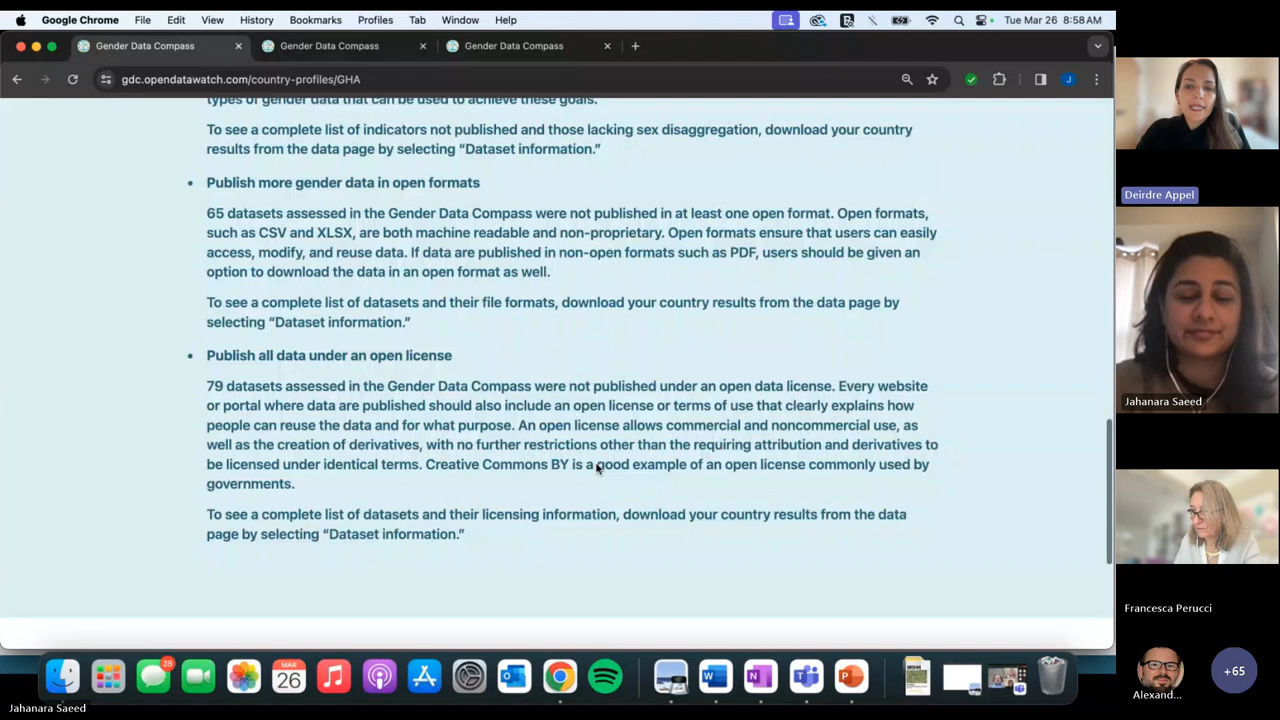 Google Chrome File Edit View History Bookmarks Profiles Tab Window Help Tue Mar 26 8:58 AM
Gender Data Compass Gender Data Compass Gender Data Compass
gdc.opendatawatch.com/country-profiles/GHA J
types of gender data that can be used to achieve these goals.
To see a complete list of indicators not published and those lacking sex disaggregation, download your country
results from the data page by selecting “Dataset information.”
• Publish more gender data in open formats
65 datasets assessed in the Gender Data Compass were not published in at least one open format. Open formats,
such as CSV and XLSX, are both machine readable and non-proprietary. Open formats ensure that users can easily
access, modify, and reuse data. If data are published in non-open formats such as PDF, users should be given an
option to download the data in an open format as well.
To see a complete list of datasets and their file formats, download your country results from the data page by
selecting “Dataset information.”
• Publish all data under an open license
79 datasets assessed in the Gender Data Compass were not published under an open data license. Every website
or portal where data are published should also include an open license or terms of use that clearly explains how
people can reuse the data and for what purpose. An open license allows commercial and noncommercial use, as
well as the creation of derivatives, with no further restrictions other than the requiring attribution and derivatives to
be licensed under identical terms. Creative Commons BY is a good example of an open license commonly used by
governments.
To see a complete list of datasets and their licensing information, download your country results from the data
page by selecting “Dataset information.”
28
MAR
26
Jahanara Saeed
Deirdre Appel
Jahanara Saeed
Francesca Perucci
Alexand...
+65